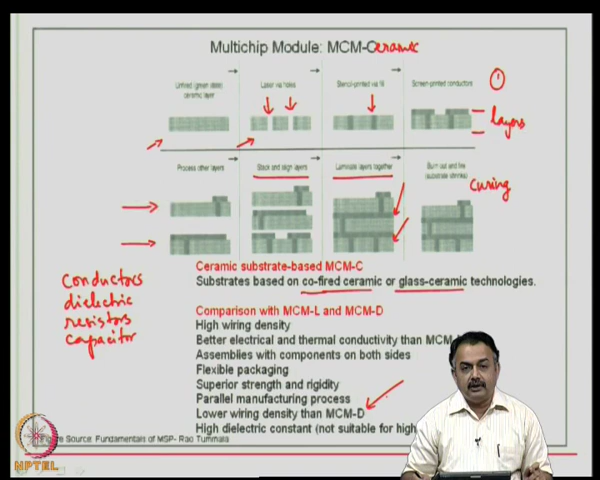 Multichip Module: MCM-Ceramic
Unfired (green state) ceramic layer
Laser via holes
Stencil-printed via fill
Screen-printed conductors
1
layers
Process other layers
Stack and align layers
Laminate layers together
Burn out and fire (substrate shrinks)
curing
conductors
dielectric
resistors
capacitor
Ceramic substrate-based MCM-C
Substrates based on co-fired ceramic or glass-ceramic technologies.
Comparison with MCM-L and MCM-D
High wiring density
Better electrical and thermal conductivity than MCM-
Assemblies with components on both sides
Flexible packaging
Superior strength and rigidity
Parallel manufacturing process
Lower wiring density than MCM-D
High dielectric constant (not suitable for high
Figure Source: Fundamentals of MSP- Rao Tummala
NPTEL